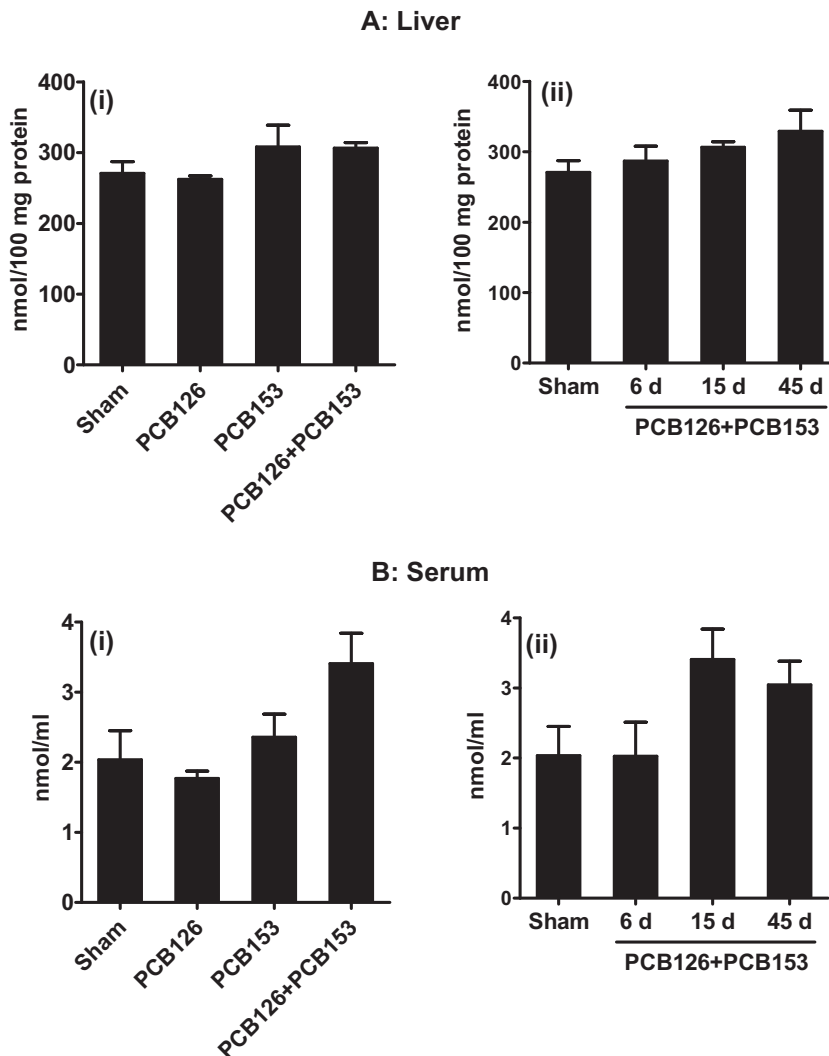 A: Liver
(i)
nmol/100 mg protein
400
300
200
100
0
Sham
PCB126
PCB153
PCB126+PCB153
(ii)
nmol/100 mg protein
400
300
200
100
0
Sham
6 d
15 d
45 d
PCB126+PCB153
B: Serum
(i)
nmol/ml
4
3
2
1
0
Sham
PCB126
PCB153
PCB126+PCB153
(ii)
nmol/ml
4
3
2
1
0
Sham
6 d
15 d
45 d
PCB126+PCB153